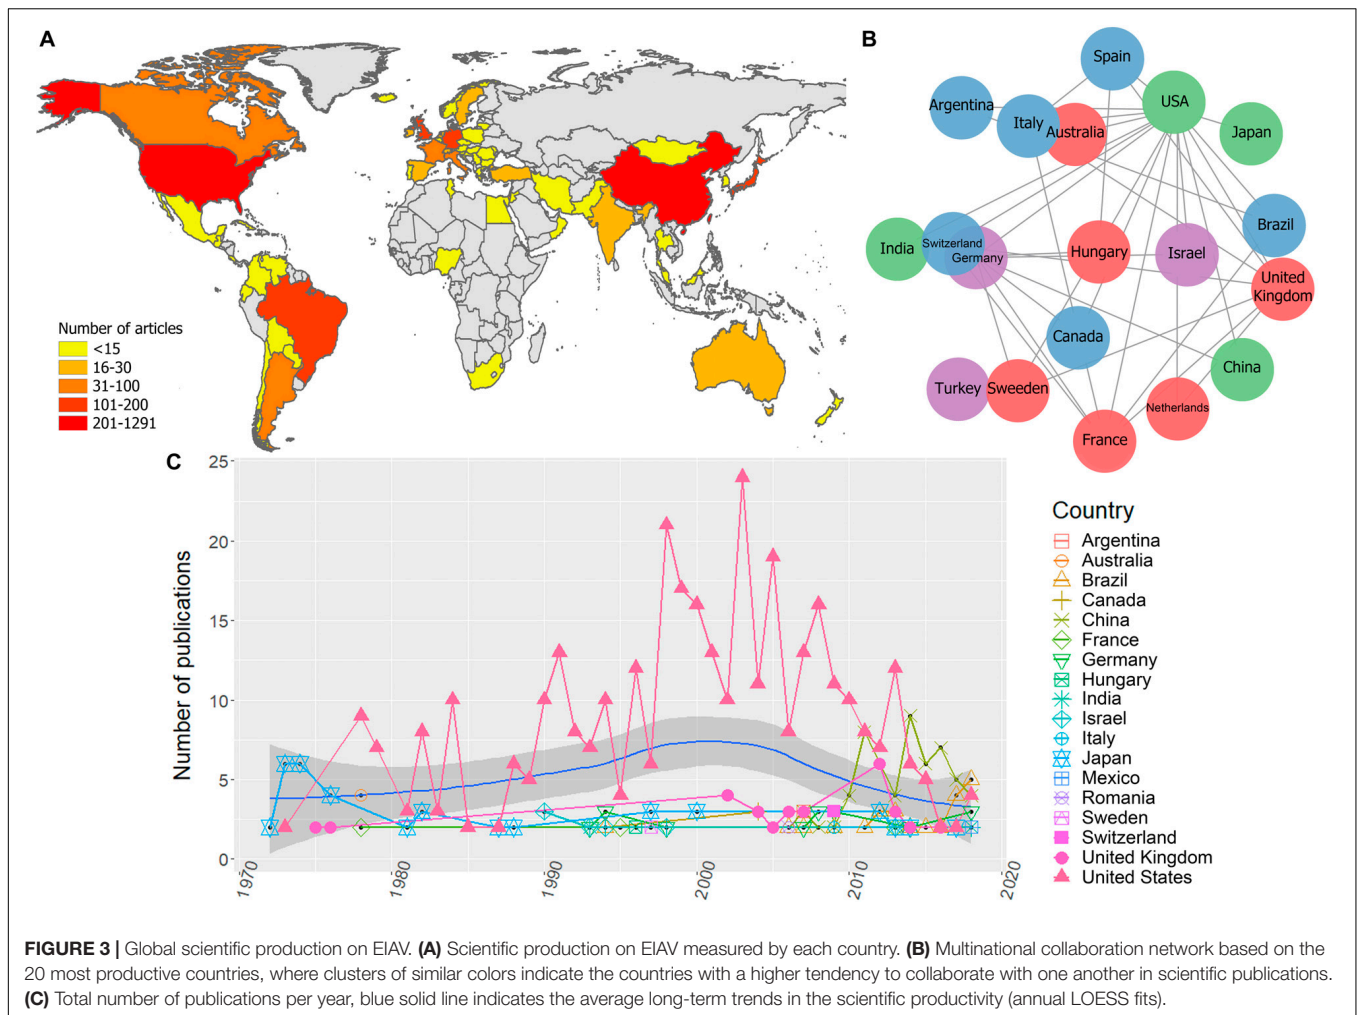 A
Number of articles
<15
16-30
31-100
101-200
201-1291
B
Spain
USA
Argentina
Italy
Australia
Japan
Brazil
India
Switzerland
Germany
Hungary
Israel
United
Kingdom
Canada
China
Turkey
Sweeden
Netherlands
France
C
Number of publications
25
20
15
10
5
0
1970
1980
1990
2000
2010
2020
Country
Argentina
Australia
Brazil
Canada
China
France
Germany
Hungary
India
Israel
Italy
Japan
Mexico
Romania
Sweden
Switzerland
United Kingdom
United States
FIGURE 3 | Global scientific production on EIAV. (A) Scientific production on EIAV measured by each country. (B) Multinational collaboration network based on the
20 most productive countries, where clusters of similar colors indicate the countries with a higher tendency to collaborate with one another in scientific publications.
(C) Total number of publications per year, blue solid line indicates the average long-term trends in the scientific productivity (annual LOESS fits).